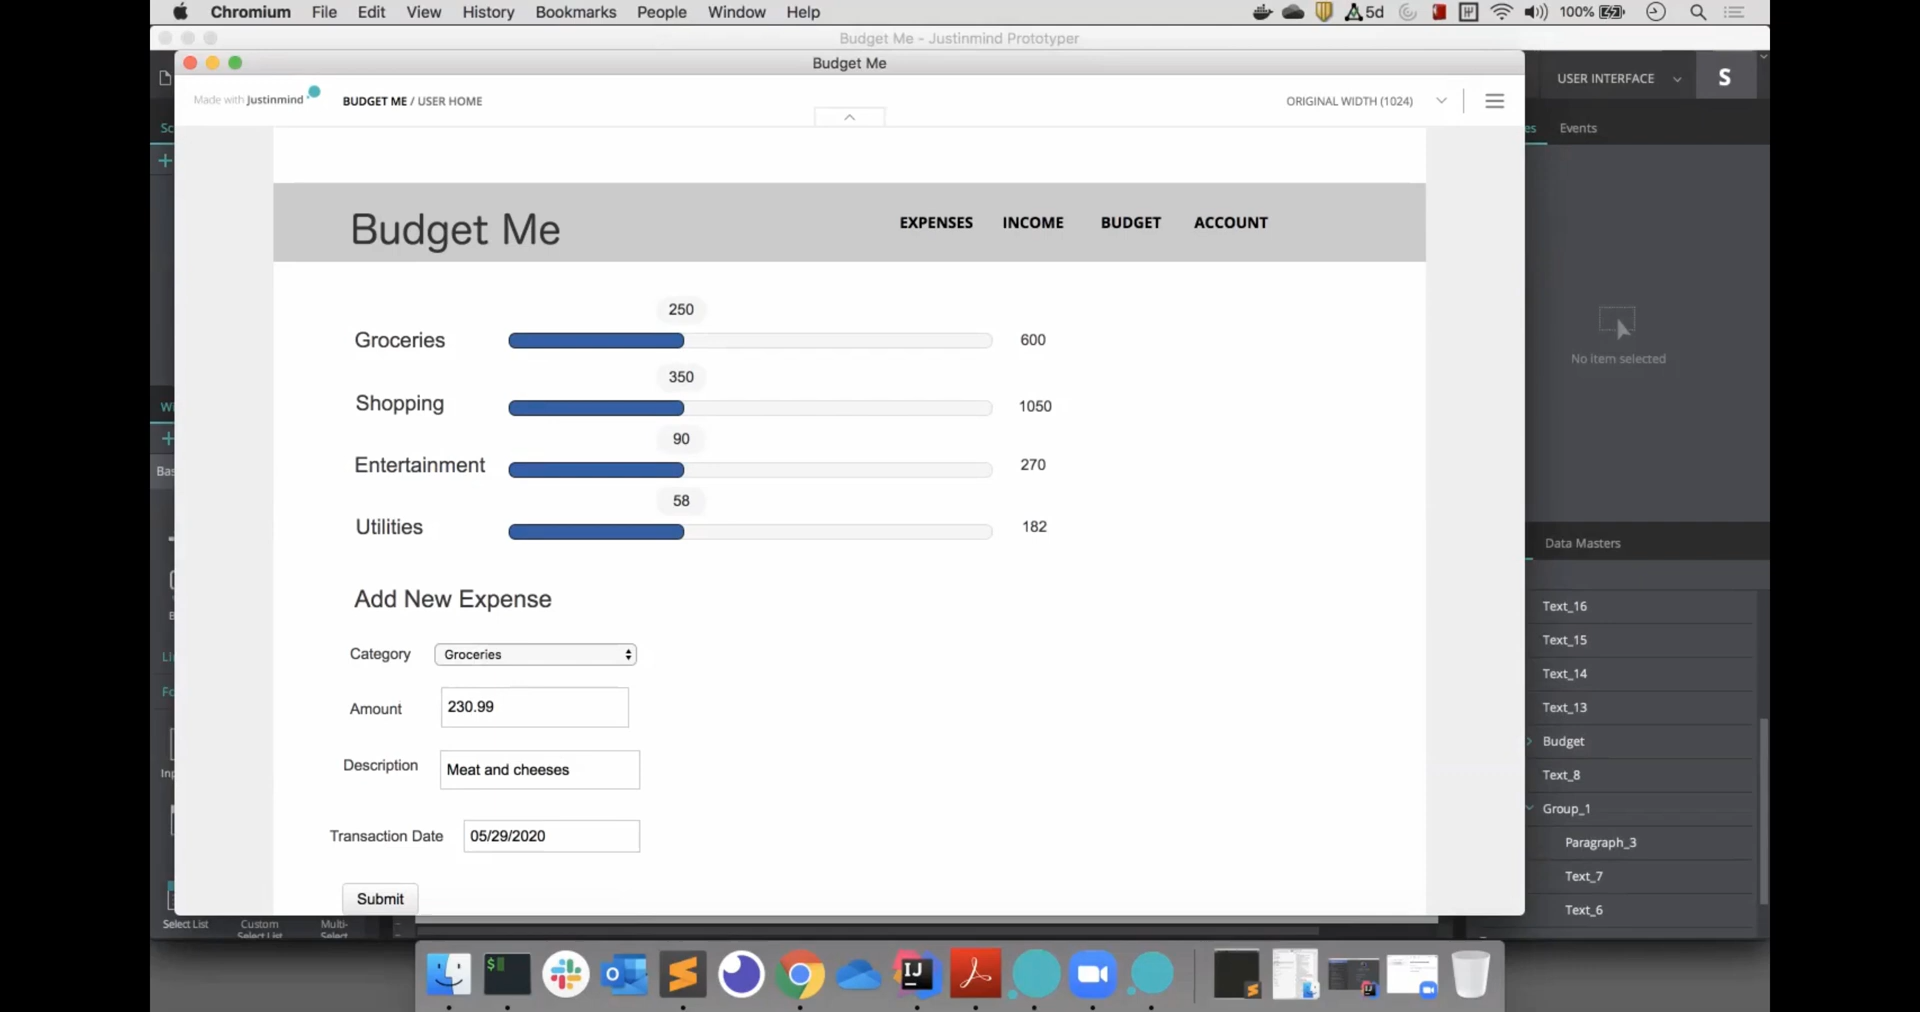 Chromium File Edit View History Bookmarks People Window Help 5d 100%
Budget Me - Justinmind Prototyper
Budget Me
USER INTERFACE S
Made with Justinmind BUDGET ME / USER HOME ORIGINAL WIDTH (1024)
Events
Budget Me EXPENSES INCOME BUDGET ACCOUNT
250
Groceries 600
350
Shopping 1050
90
Entertainment 270
58
Utilities 182
No item selected
Data Masters
Add New Expense
Category Groceries
Amount 230.99
Description Meat and cheeses
Transaction Date 05/29/2020
Submit
Text_16
Text_15
Text_14
Text_13
Budget
Text_8
Group_1
Paragraph_3
Text_7
Text_6
Select List Custom Select List Multi-Select
$
IJ